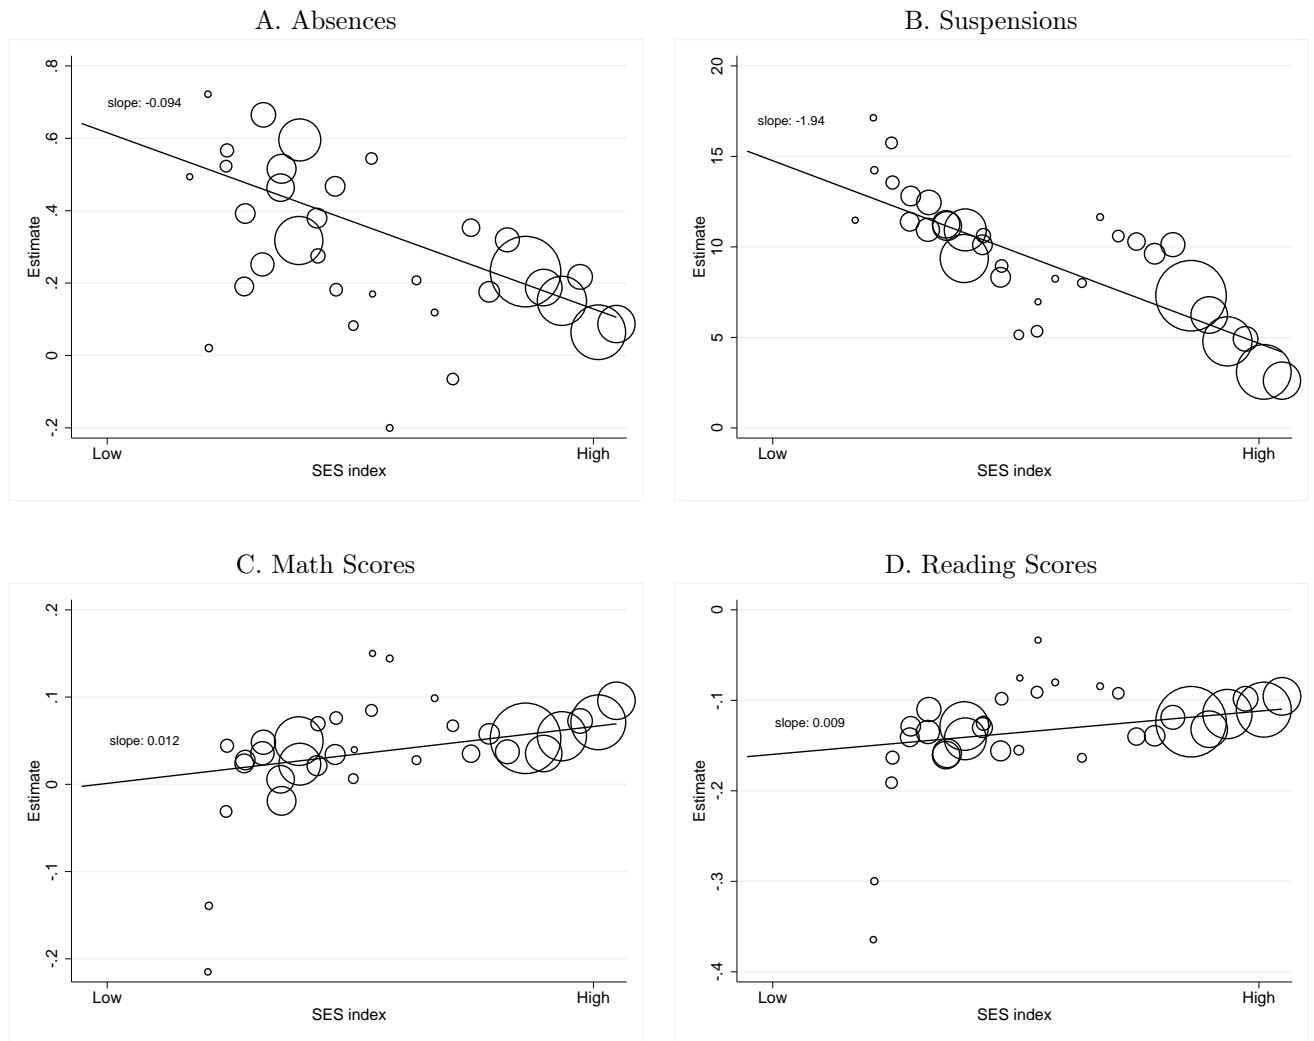 A. Absences
Estimate
.8
.6
.4
.2
0
-.2
slope: -0.094
Low
High
SES index
B. Suspensions
Estimate
20
15
10
5
0
slope: -1.94
Low
High
SES index
C. Math Scores
Estimate
.2
.1
0
-.1
-.2
slope: 0.012
Low
High
SES index
D. Reading Scores
Estimate
0
-.1
-.2
-.3
-.4
slope: 0.009
Low
High
SES index